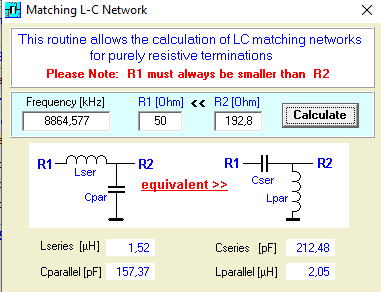 Matching L-C Network
This routine allows the calculation of LC matching networks
for purely resistive terminations
Please Note: R1 must always be smaller than R2
Frequency [kHz] R1 [Ohm] << R2 [Ohm]
8864,577 50 192,8 Calculate
R1 Lser R2 R1 Cser R2
Cpar equivalent >> Lpar
Lseries [µH] 1,52 Cseries [pF] 212,48
Cparallel [pF] 157,37 Lparallel [µH] 2,05